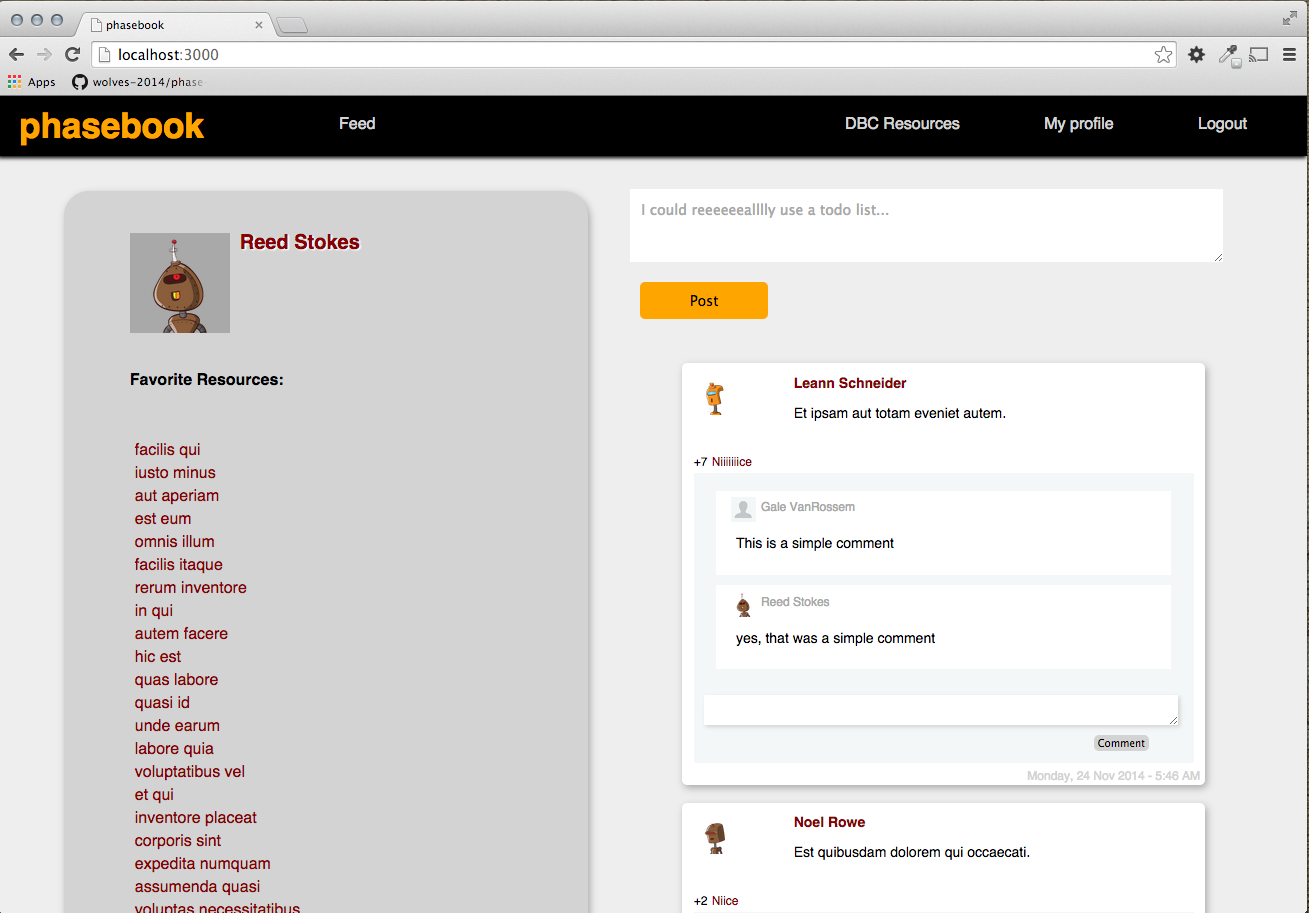 phasebook
localhost:3000
Apps
wolves-2014/phase
phasebook
Feed
DBC Resources
My profile
Logout
Reed Stokes
Favorite Resources:
facilis qui
iusto minus
aut aperiam
est eum
omnis illum
facilis itaque
rerum inventore
in qui
autem facere
hic est
quas labore
quasi id
unde earum
labore quia
voluptatibus vel
et qui
inventore placeat
corporis sint
expedita numquam
assumenda quasi
voluptas necessitatibus
I could reeeeeealllly use a todo list...
Post
Leann Schneider
Et ipsam aut totam eveniet autem.
+7 Niiiiiiice
Gale VanRossem
This is a simple comment
Reed Stokes
yes, that was a simple comment
Comment
Monday, 24 Nov 2014 - 5:46 AM
Noel Rowe
Est quibusdam dolorem qui occaecati.
+2 Niice